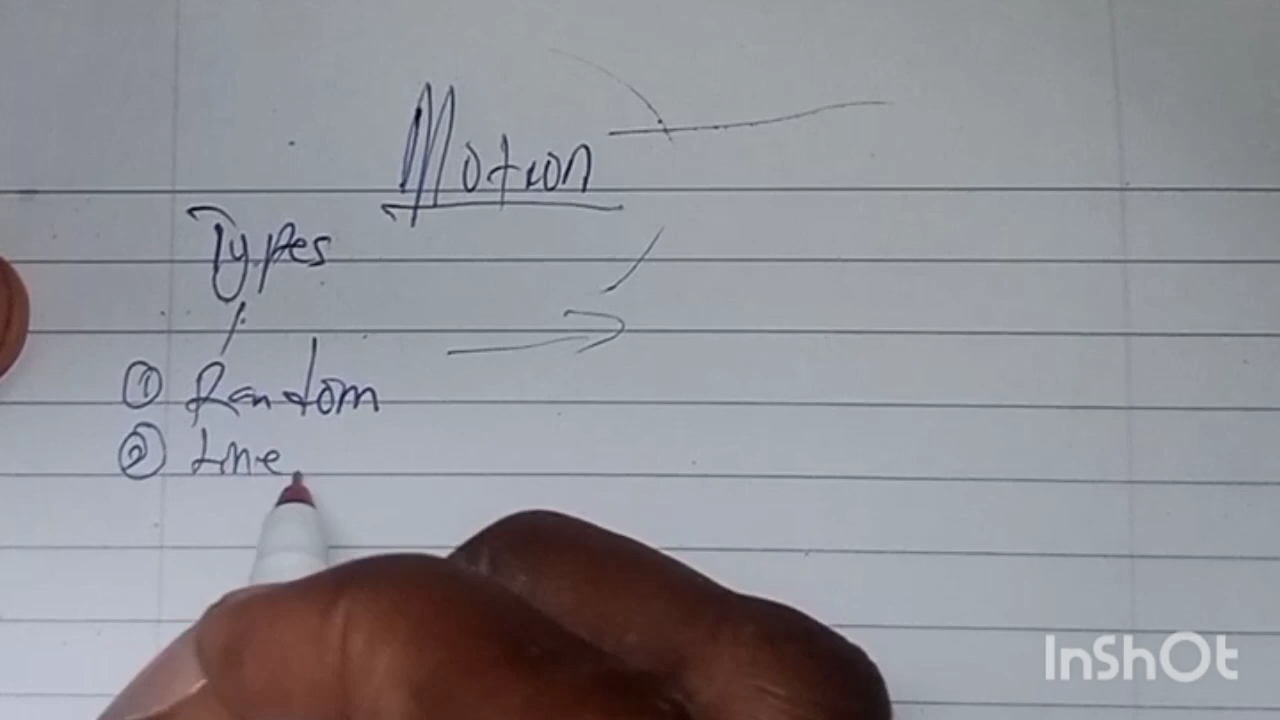 Motion
Types
① Random
② Line
InShOt